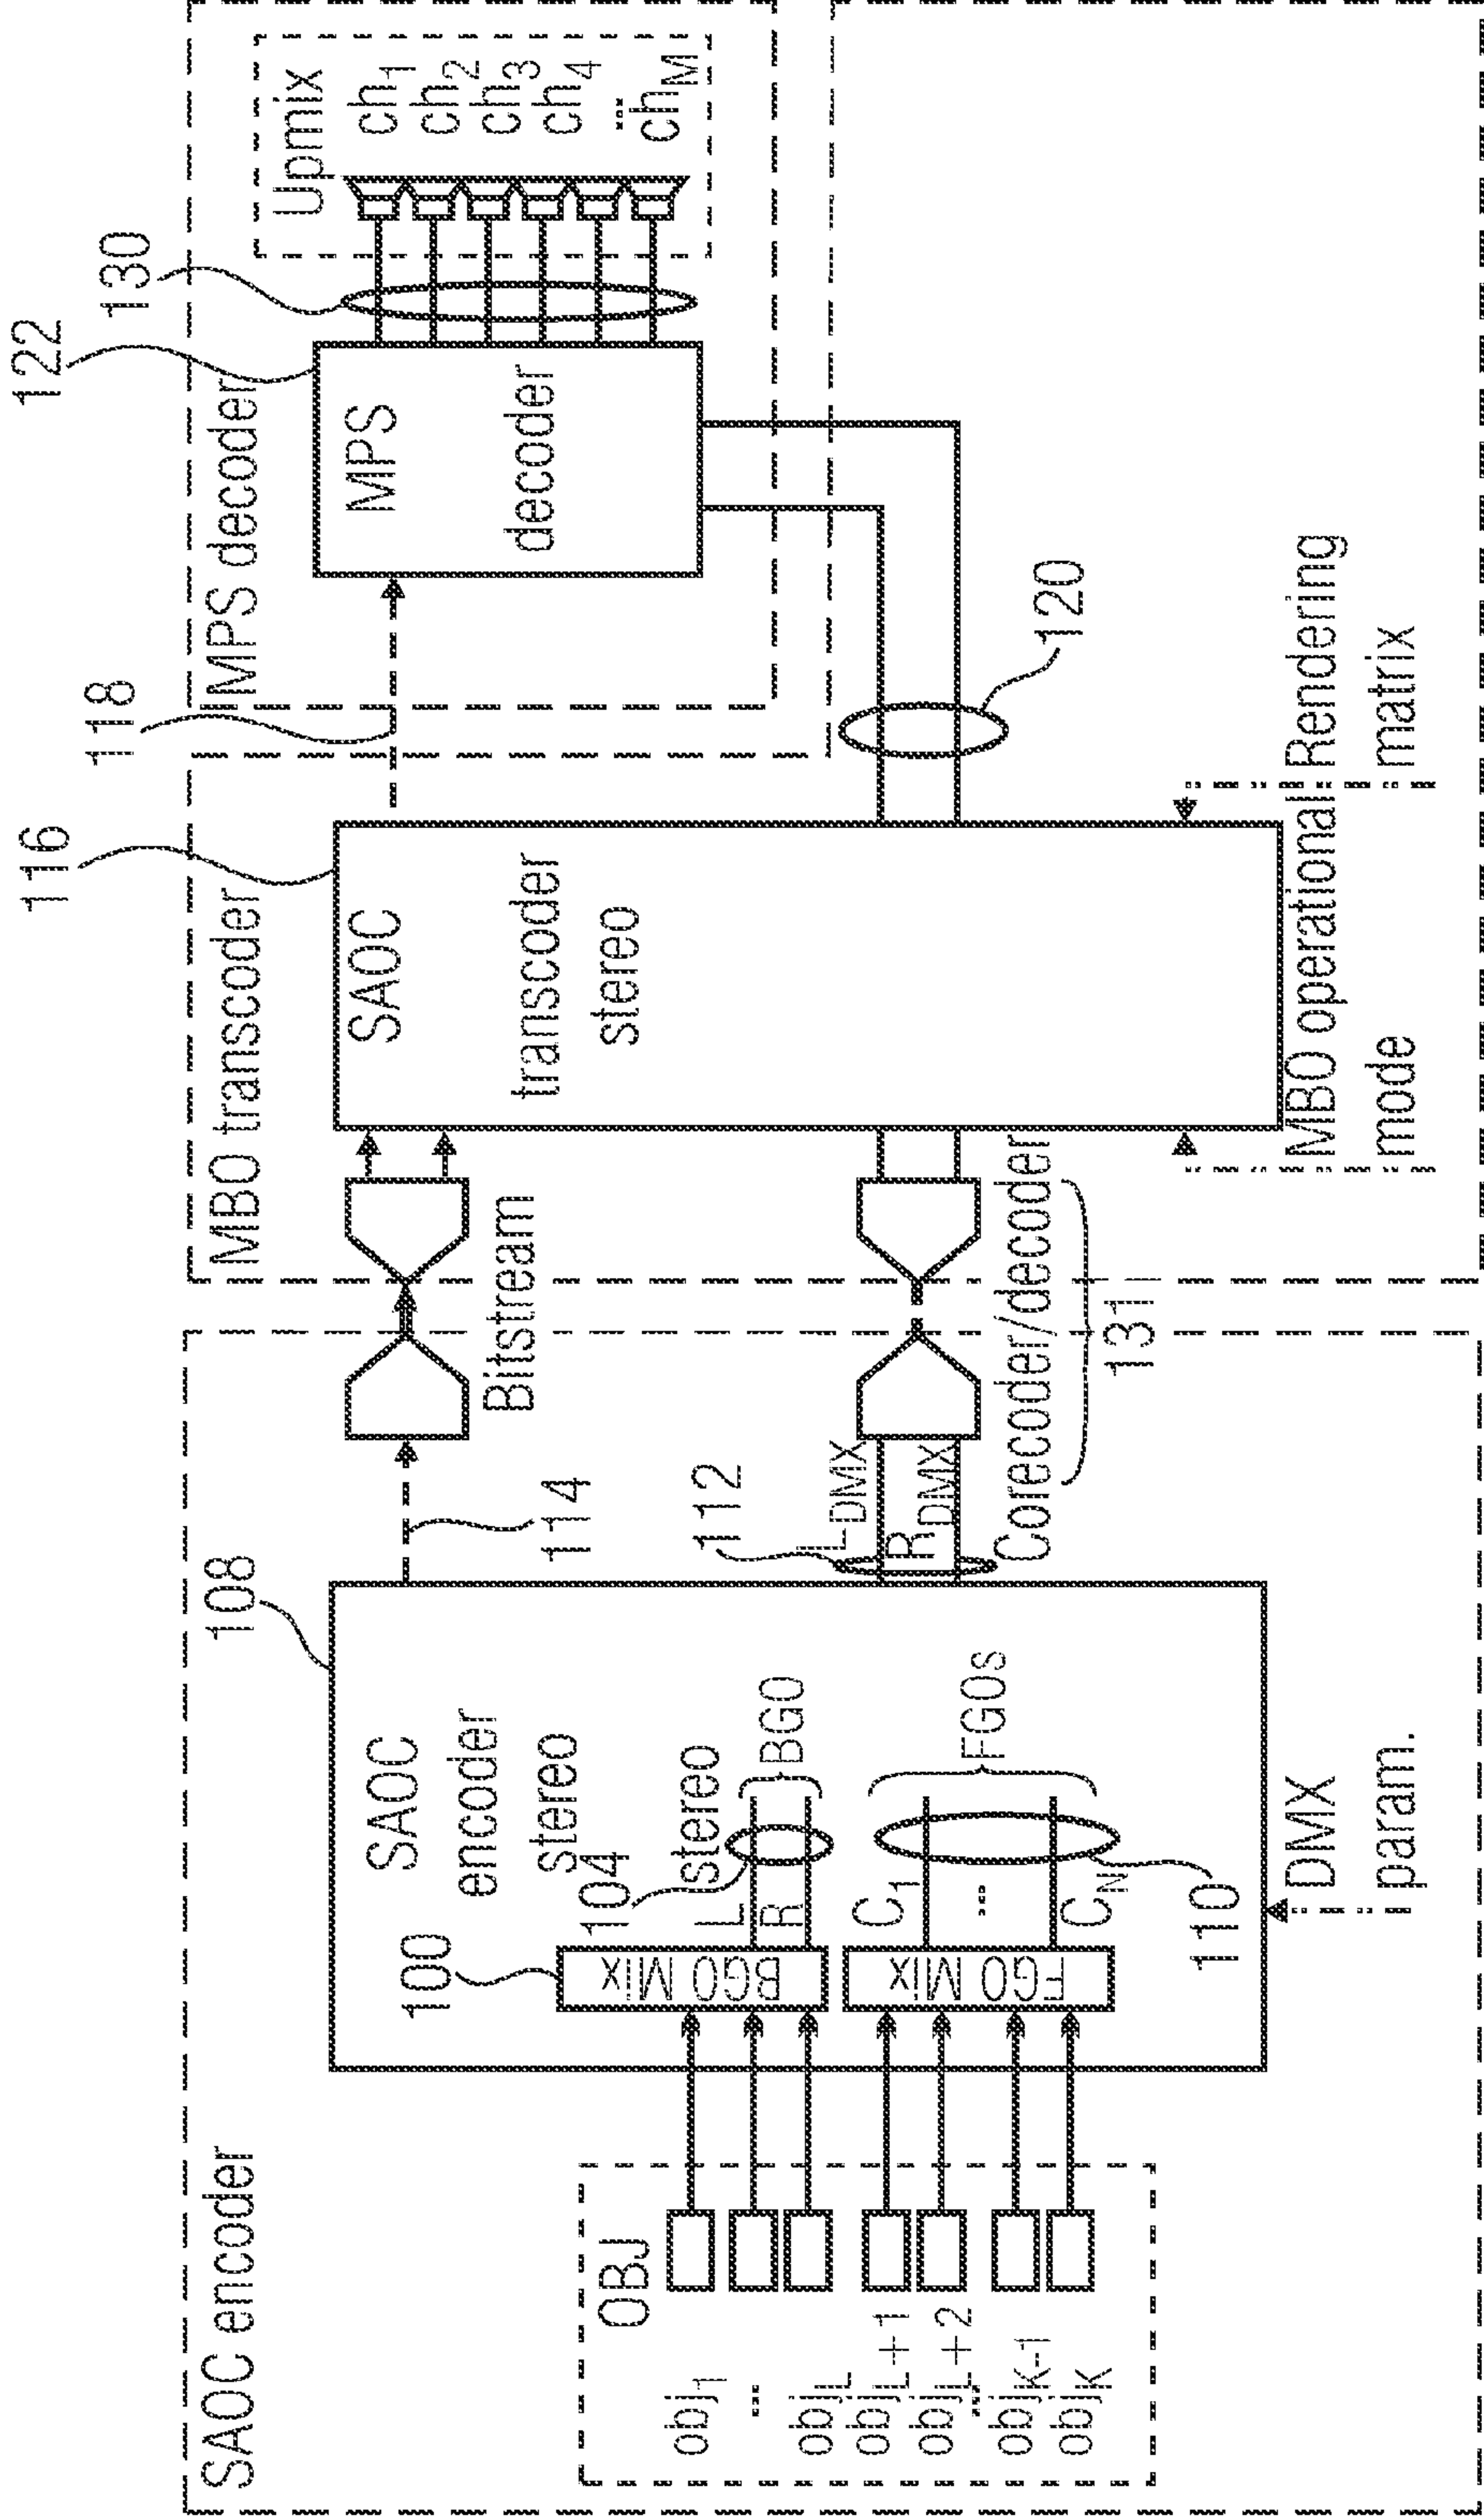 SAOC encoder
OBJ
obj1
...
objL
objL+1
objL+2
...
objK-1
objK
108
SAOC
encoder
stereo
100
104
BGO Mix
FGO Mix
stereo
L
R
BGO
C1
...
CN
FGOs
110
DMX
param.
114
112
LDMX
RDMX
Bitstream
Corecoder/decoder
131
MBO transcoder
116
SAOC
transcoder
stereo
MBO operational
mode
Rendering
matrix
118
120
MPS decoder
122
MPS
decoder
130
Upmix
ch1
ch2
ch3
ch4
...
chM